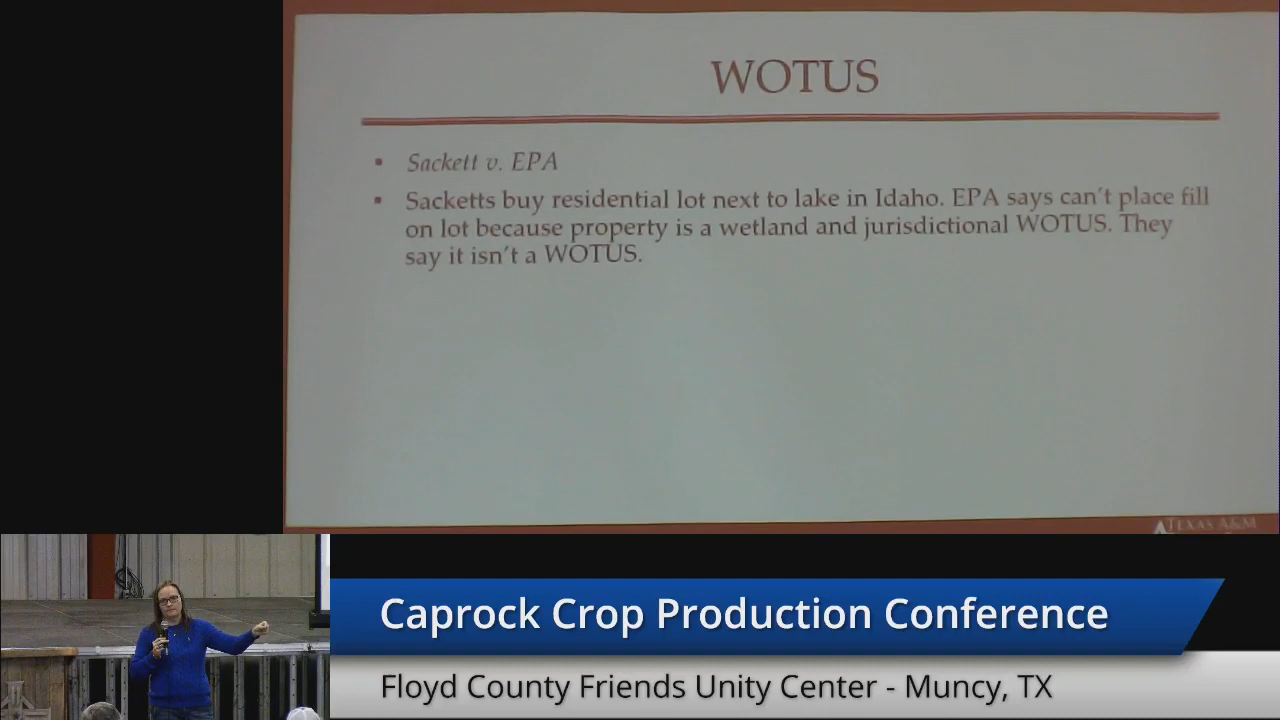 WOTUS
▪ Sackett v. EPA
▪ Sacketts buy residential lot next to lake in Idaho. EPA says can't place fill
on lot because property is a wetland and jurisdictional WOTUS. They
say it isn't a WOTUS.
TEXAS A&M
Caprock Crop Production Conference
Floyd County Friends Unity Center - Muncy, TX